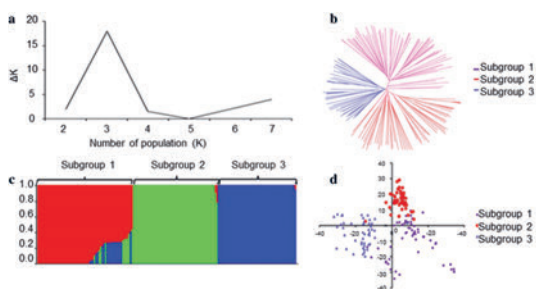 a
20
15
10
5
0
ΔK
2 3 4 5 6 7
Number of population (K)
b
Subgroup 1
Subgroup 2
Subgroup 3
Subgroup 1 Subgroup 2 Subgroup 3
c
1.0
0.8
0.6
0.4
0.2
0.0
d
40
30
20
10
-40 -20 0 -20 -40
-10
-20
-30
-40
Subgroup 1
Subgroup 2
Subgroup 3